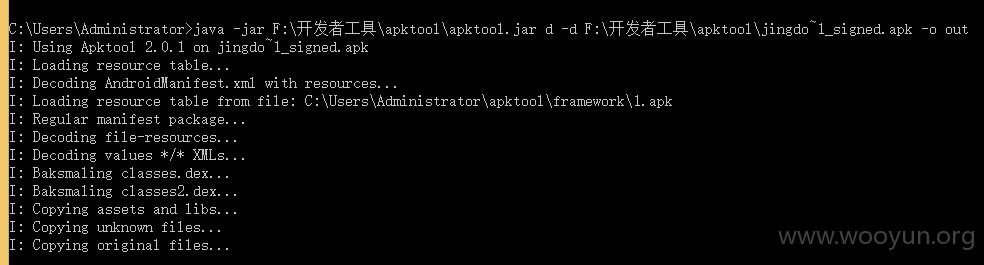 C:\Users\Administrator>java -jar F:\开发者工具\apktool\apktool.jar d -d F:\开发者工具\apktool\jingdo~1_signed.apk -o out
I: Using Apktool 2.0.1 on jingdo~1_signed.apk
I: Loading resource table...
I: Decoding AndroidManifest.xml with resources...
I: Loading resource table from file: C:\Users\Administrator\apktool\framework\1.apk
I: Regular manifest package...
I: Decoding file-resources...
I: Decoding values */* XMLs...
I: Baksmaling classes.dex...
I: Baksmaling classes2.dex...
I: Copying assets and libs...
I: Copying unknown files...
I: Copying original files...
www.wooyun.org